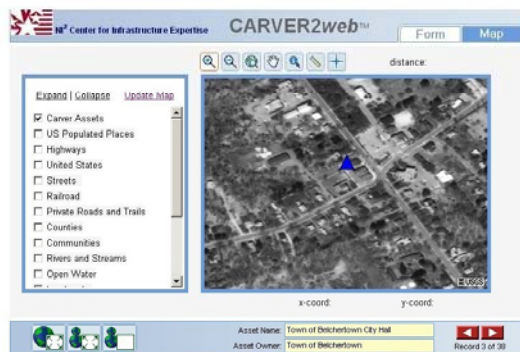 NI² Center for Infrastructure Expertise
CARVER2web™
Form
Map
distance:
Expand | Collapse
Update Map
Carver Assets
US Populated Places
Highways
United States
Streets
Railroad
Private Roads and Trails
Counties
Communities
Rivers and Streams
Open Water
USGS
x-coord:
y-coord:
Asset Name:
Town of Belchertown City Hall
Asset Owner:
Town of Belchertown
Record 3 of 38